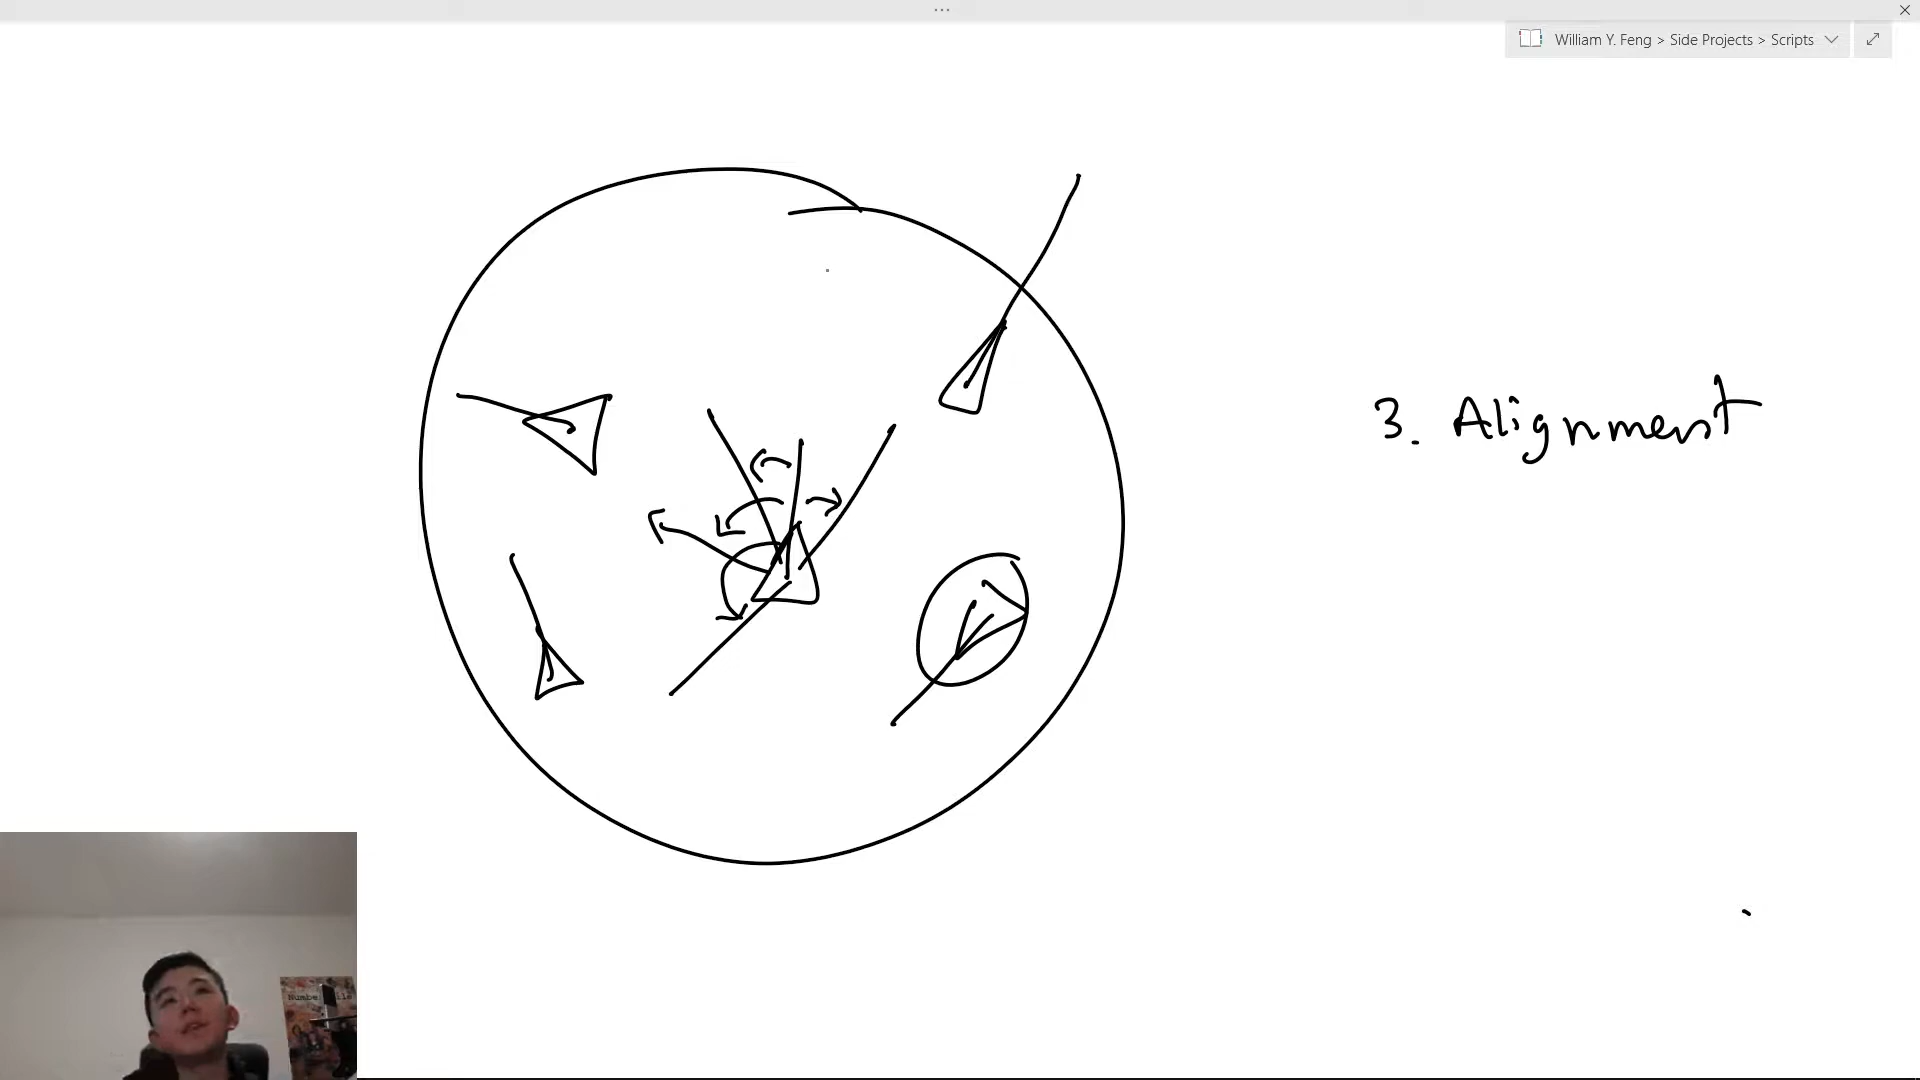 William Y. Feng > Side Projects > Scripts
3. Alignment